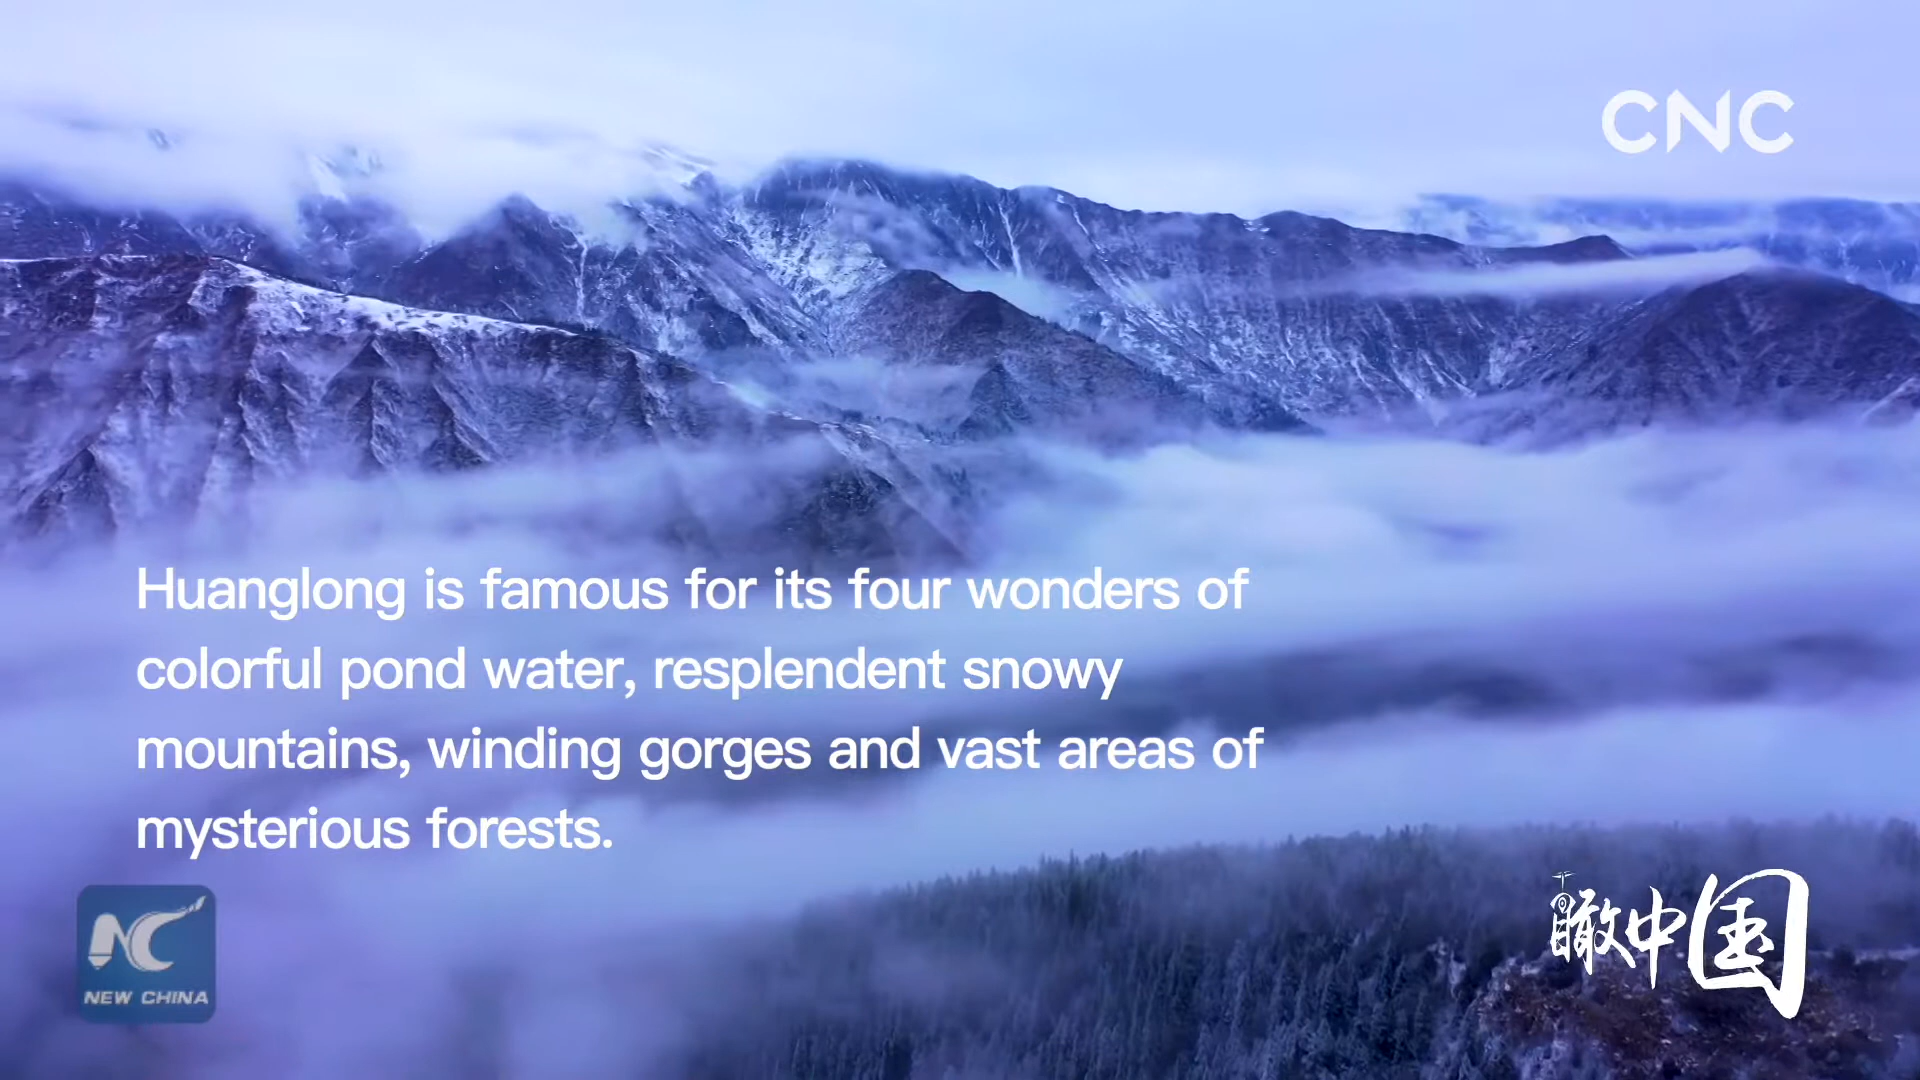 CNC
Huanglong is famous for its four wonders of
colorful pond water, resplendent snowy
mountains, winding gorges and vast areas of
mysterious forests.
NEW CHINA
瞰中国